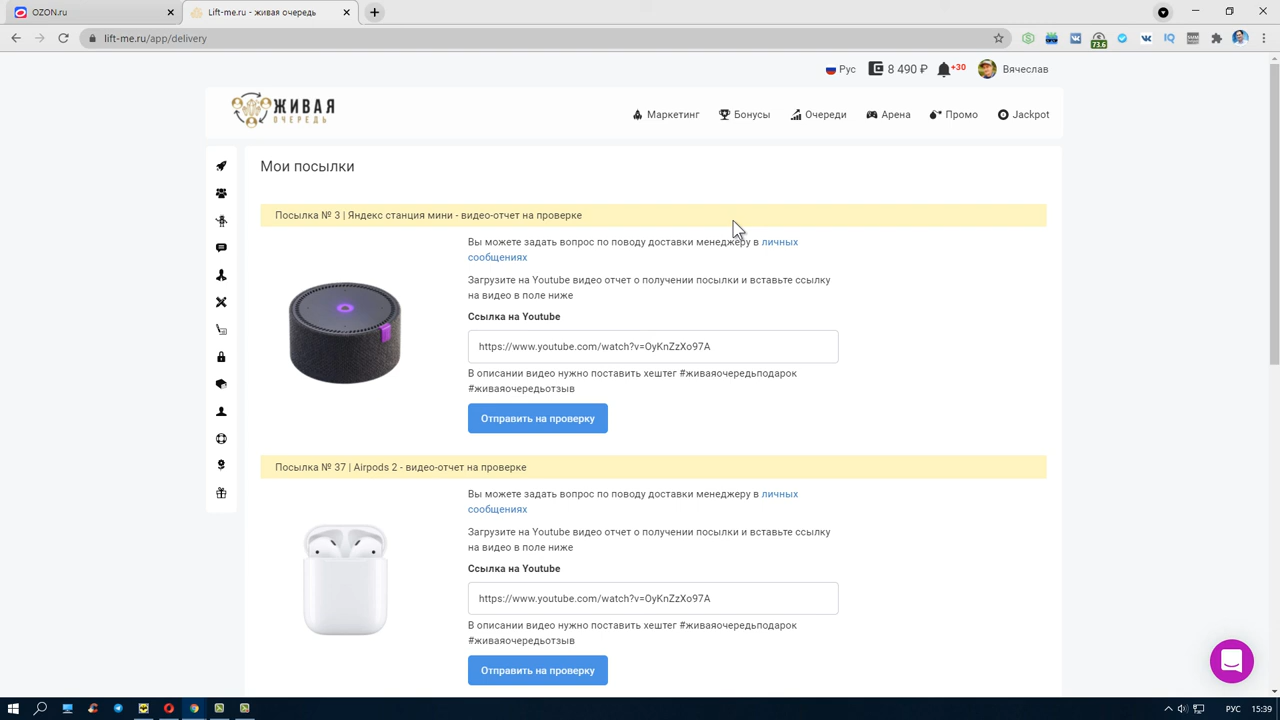 OZON.ru
Lift-me.ru - живая очередь
lift-me.ru/app/delivery
73.6
Рус
8 490 ₽
+30
Вячеслав
ЖИВАЯ
ОЧЕРЕДЬ
Маркетинг
Бонусы
Очереди
Арена
Промо
Jackpot
Мои посылки
Посылка № 3 | Яндекс станция мини - видео-отчет на проверке
Вы можете задать вопрос по поводу доставки менеджеру в личных
сообщениях
Загрузите на Youtube видео отчет о получении посылки и вставьте ссылку
на видео в поле ниже
Ссылка на Youtube
https://www.youtube.com/watch?v=OyKnZzXo97A
В описании видео нужно поставить хештег #живаяочередьподарок
#живаяочередьотзыв
Отправить на проверку
Посылка № 37 | Airpods 2 - видео-отчет на проверке
Вы можете задать вопрос по поводу доставки менеджеру в личных
сообщениях
Загрузите на Youtube видео отчет о получении посылки и вставьте ссылку
на видео в поле ниже
Ссылка на Youtube
https://www.youtube.com/watch?v=OyKnZzXo97A
В описании видео нужно поставить хештег #живаяочередьподарок
#живаяочередьотзыв
Отправить на проверку
РУС
15:39